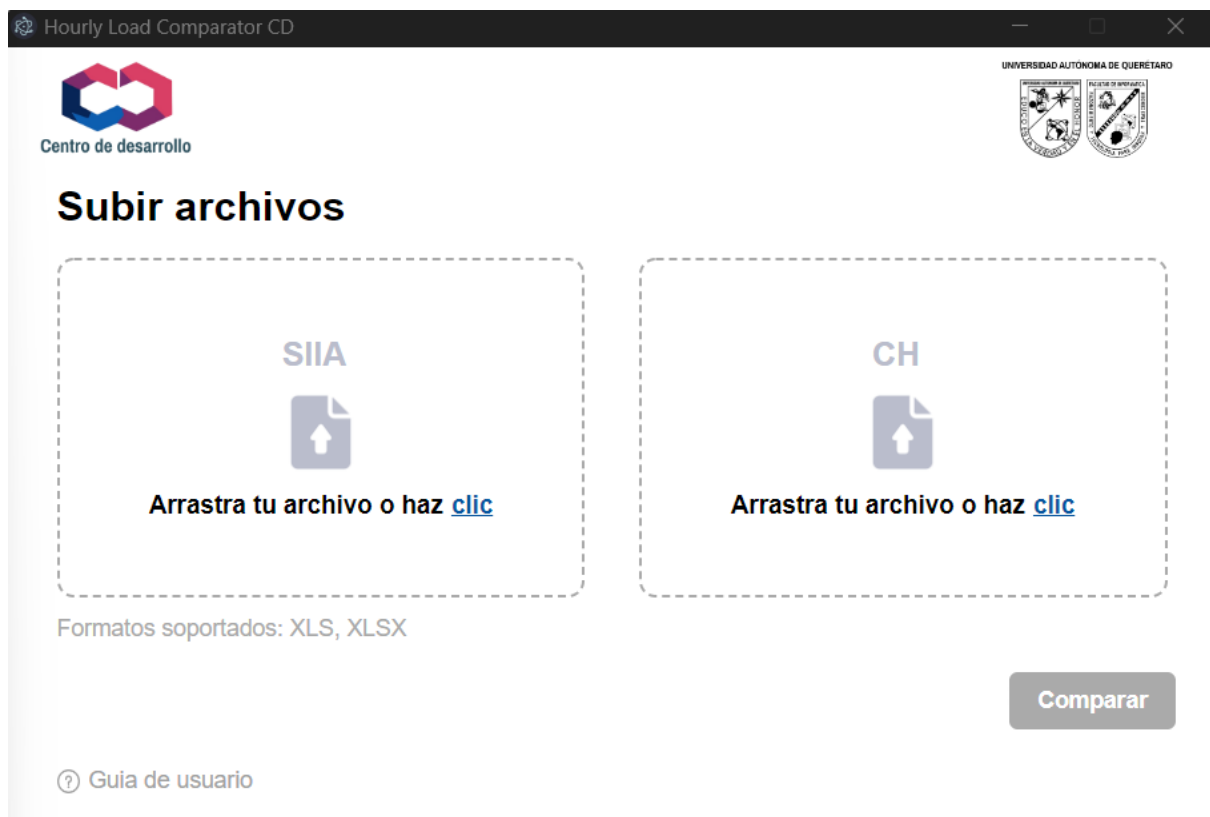 Hourly Load Comparator CD
Centro de desarrollo
UNIVERSIDAD AUTÓNOMA DE QUERÉTARO
Subir archivos
SIIA
Arrastra tu archivo o haz clic
CH
Arrastra tu archivo o haz clic
Formatos soportados: XLS, XLSX
Comparar
Guia de usuario